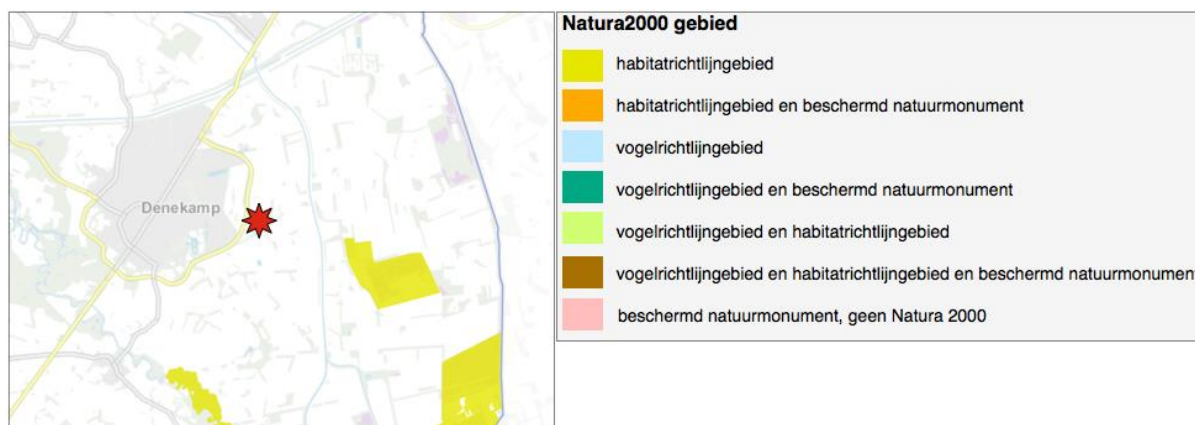 Denekamp
Natura2000 gebied
habitatrichtlijngebied
habitatrichtlijngebied en beschermd natuurmonument
vogelrichtlijngebied
vogelrichtlijngebied en beschermd natuurmonument
vogelrichtlijngebied en habitatrichtlijngebied
vogelrichtlijngebied en habitatrichtlijngebied en beschermd natuurmonument
beschermd natuurmonument, geen Natura 2000